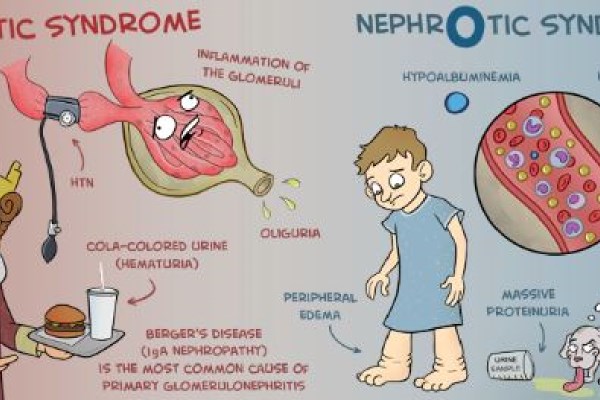 TIC SYNDROME
INFLAMMATION OF
THE GLOMERULI
HTN
OLIGURIA
COLA-COLORED URINE
(HEMATURIA)
BERGER'S DISEASE
(IgA NEPHROPATHY)
IS THE MOST COMMON CAUSE OF
PRIMARY GLOMERULONEPHRITIS
NEPHROTIC SYND
HYPOALBUMINEMIA
PERIPHERAL
EDEMA
MASSIVE
PROTEINURIA
URINE
SAMPLE